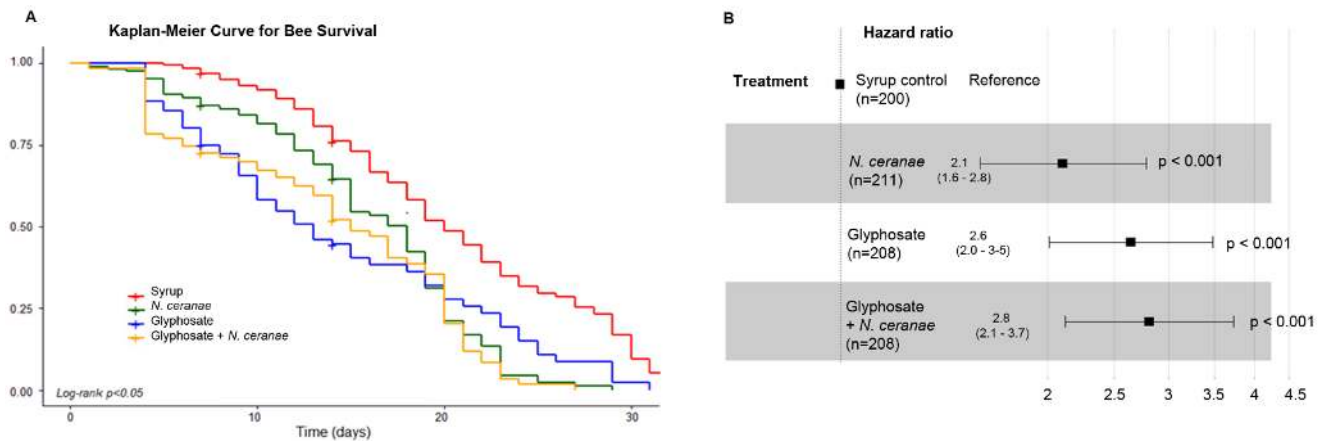 A
Kaplan-Meier Curve for Bee Survival
1.00
0.75
0.50
0.25
0.00
Syrup
N. ceranae
Glyphosate
Glyphosate + N. ceranae
Log-rank p<0.05
0
10
20
30
Time (days)
B
Hazard ratio
Treatment
Syrup control
(n=200)
Reference
N. ceranae
(n=211)
2.1
(1.6 - 2.8)
p < 0.001
Glyphosate
(n=208)
2.6
(2.0 - 3-5)
p < 0.001
Glyphosate
+ N. ceranae
(n=208)
2.8
(2.1 - 3.7)
p < 0.001
2
2.5
3
3.5
4
4.5